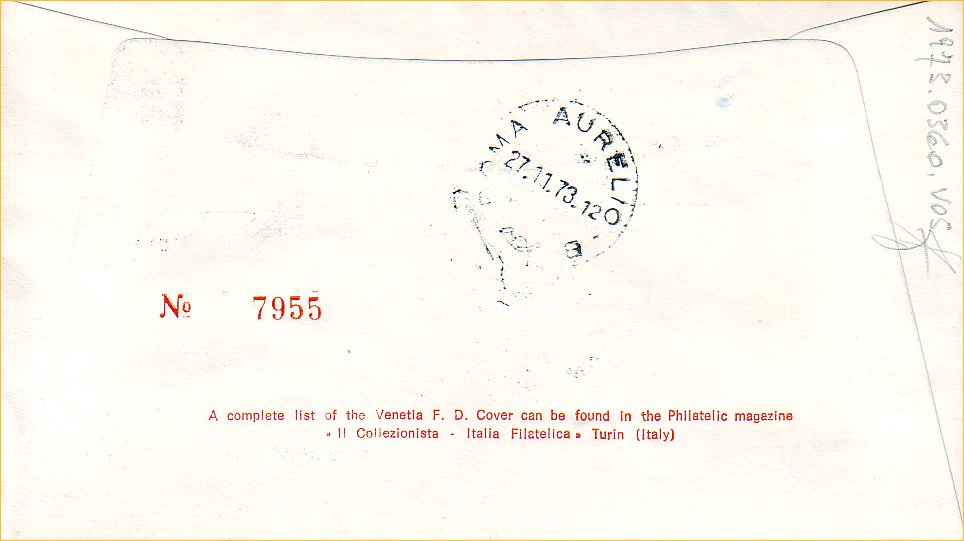 ROMA AURELIO
27.11.73.12
No 7955
A complete list of the Venetia F. D. Cover can be found in the Philatelic magazine
« Il Collezionista - Italia Filatelica » Turin (Italy)